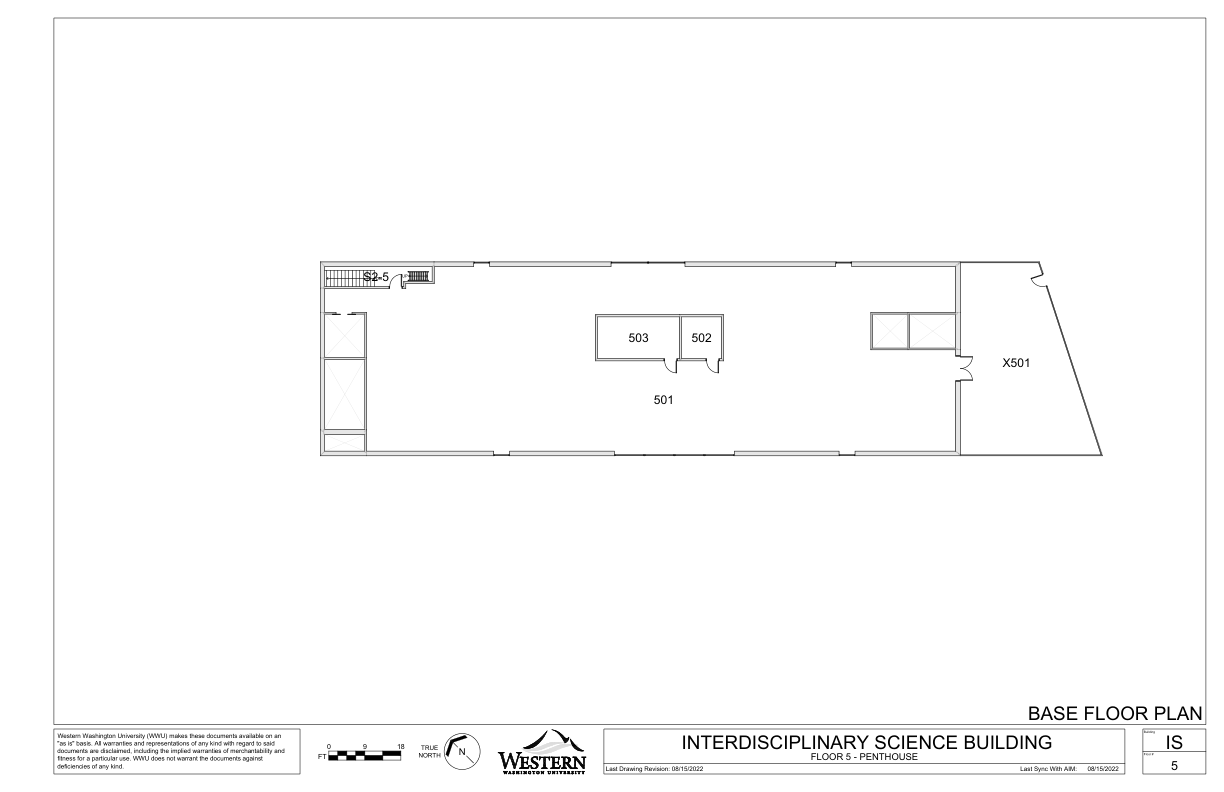 S2-5
503
502
X501
501
BASE FLOOR PLAN
Western Washington University (WWU) makes these documents available on an
"as is" basis. All warranties and representations of any kind with regard to said
documents are disclaimed, including the implied warranties of merchantability and
fitness for a particular use. WWU does not warrant the documents against
deficiencies of any kind.
0 9 18
FT
TRUE
NORTH
N
WESTERN
WASHINGTON UNIVERSITY
INTERDISCIPLINARY SCIENCE BUILDING
FLOOR 5 - PENTHOUSE
Last Drawing Revision: 08/15/2022
Last Sync With AIM: 08/15/2022
Building
IS
5